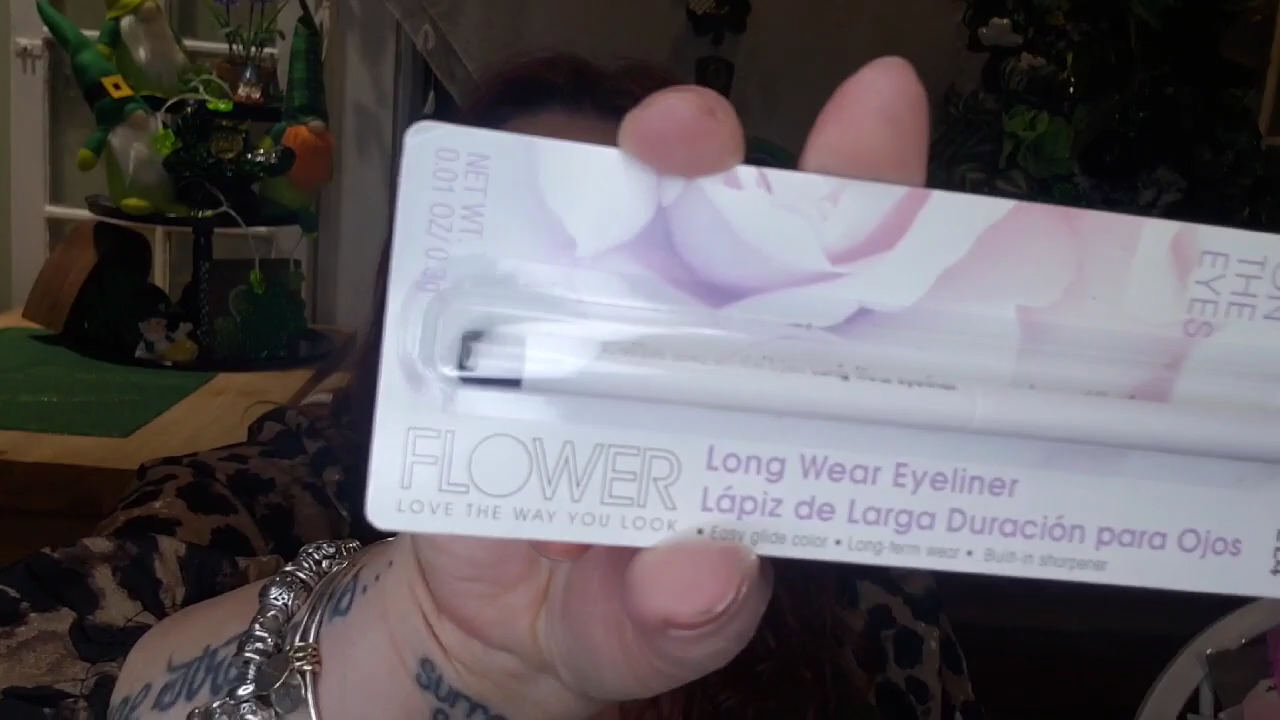 NET WT.
0.01 OZ/ 0.3g
ON
THE
EYES
FLOWER
LOVE THE WAY YOU LOOK
Long Wear Eyeliner
Lápiz de Larga Duración para Ojos
• Easy glide color • Long-term wear • Built-in sharpener